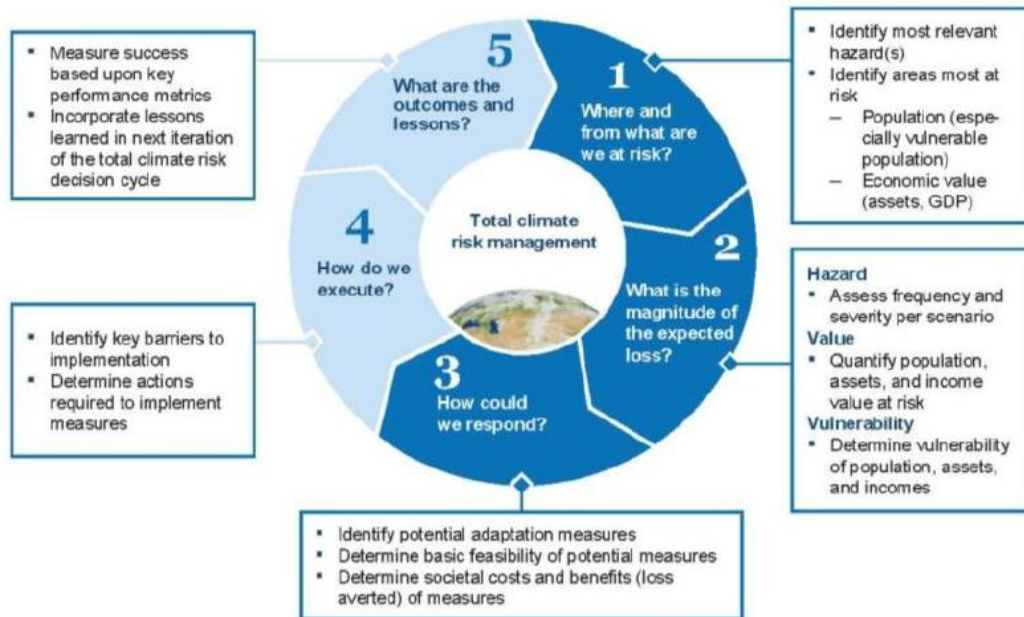 1
Where and
from what are
we at risk?
▪ Identify most relevant
hazard(s)
▪ Identify areas most at
risk
– Population (espe-
cially vulnerable
population)
– Economic value
(assets, GDP)
2
What is the
magnitude of
the expected
loss?
Hazard
▪ Assess frequency and
severity per scenario
Value
▪ Quantify population,
assets, and income
value at risk
Vulnerability
▪ Determine vulnerability
of population, assets,
and incomes
3
How could
we respond?
▪ Identify potential adaptation measures
▪ Determine basic feasibility of potential measures
▪ Determine societal costs and benefits (loss
averted) of measures
4
How do we
execute?
▪ Identify key barriers to
implementation
▪ Determine actions
required to implement
measures
5
What are the
outcomes and
lessons?
▪ Measure success
based upon key
performance metrics
▪ Incorporate lessons
learned in next iteration
of the total climate risk
decision cycle
Total climate
risk management